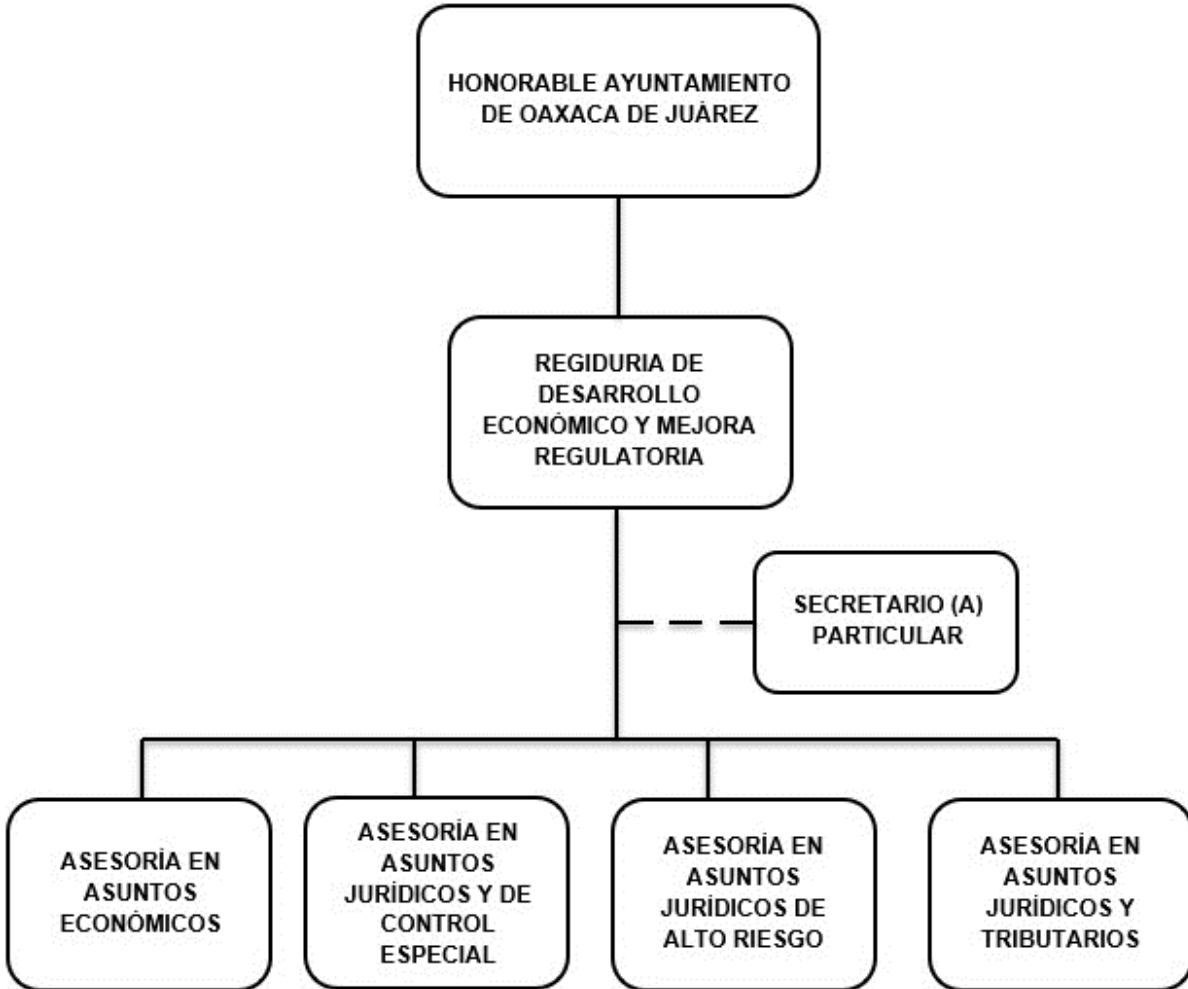 HONORABLE AYUNTAMIENTO
DE OAXACA DE JUÁREZ
REGIDURIA DE
DESARROLLO
ECONÓMICO Y MEJORA
REGULATORIA
SECRETARIO (A)
PARTICULAR
ASESORÍA EN
ASUNTOS
ECONÓMICOS
ASESORÍA EN
ASUNTOS
JURÍDICOS Y DE
CONTROL
ESPECIAL
ASESORÍA EN
ASUNTOS
JURÍDICOS DE
ALTO RIESGO
ASESORÍA EN
ASUNTOS
JURÍDICOS Y
TRIBUTARIOS